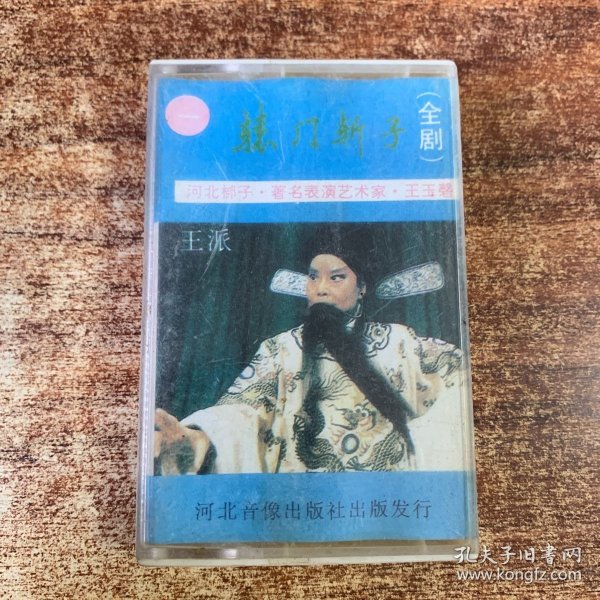 一
辕门斩子
（全剧）
河北梆子·著名表演艺术家·王玉磬
王派
河北音像出版社出版发行
孔夫子旧书网
www.kongfz.com